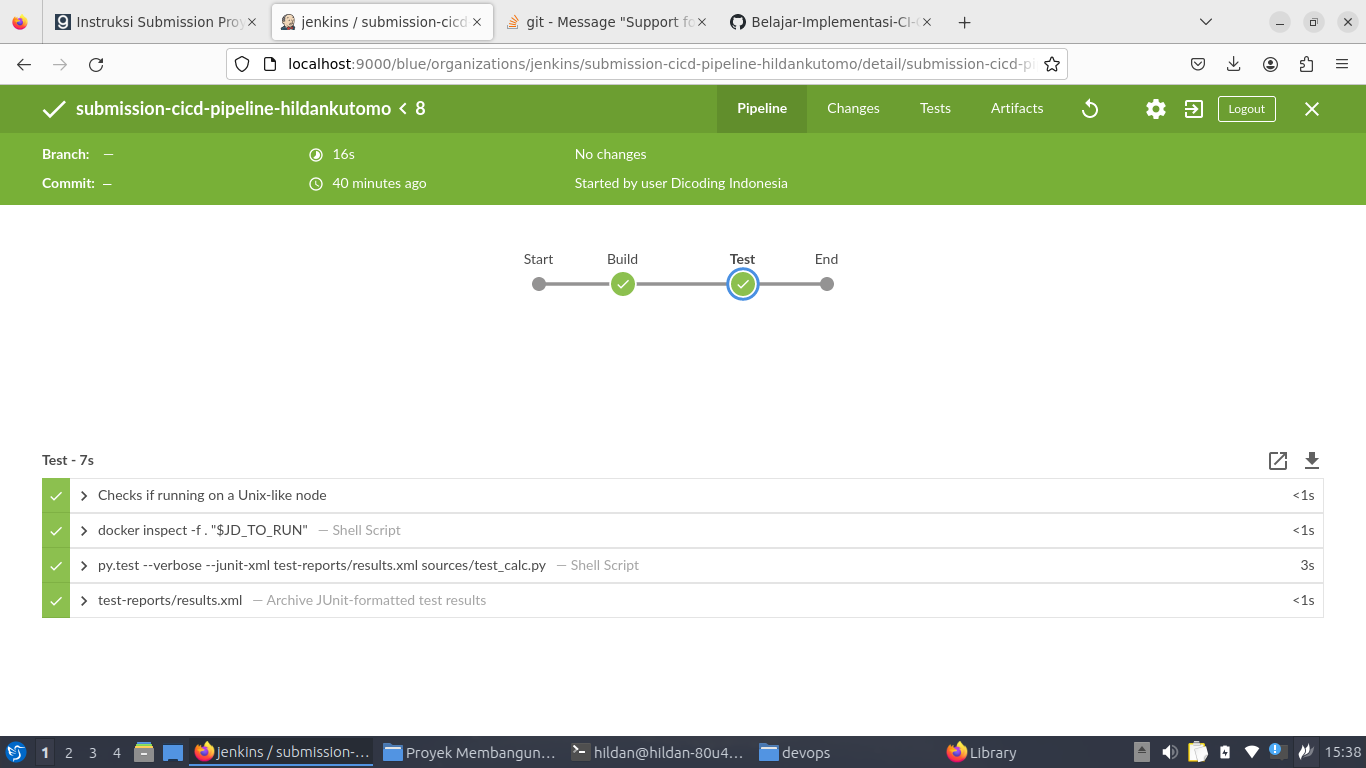 Instruksi Submission Proy
jenkins / submission-cicd
git - Message "Support fo
Belajar-Implementasi-CI-
localhost:9000/blue/organizations/jenkins/submission-cicd-pipeline-hildankutomo/detail/submission-cicd-pi
submission-cicd-pipeline-hildankutomo < 8
Pipeline
Changes
Tests
Artifacts
Logout
Branch: —
16s
No changes
Commit: —
40 minutes ago
Started by user Dicoding Indonesia
Start
Build
Test
End
Test - 7s
Checks if running on a Unix-like node
<1s
docker inspect -f . "$JD_TO_RUN" — Shell Script
<1s
py.test --verbose --junit-xml test-reports/results.xml sources/test_calc.py — Shell Script
3s
test-reports/results.xml — Archive JUnit-formatted test results
<1s
1 2 3 4
jenkins / submission-...
Proyek Membangun...
hildan@hildan-80u4...
devops
Library
15:38